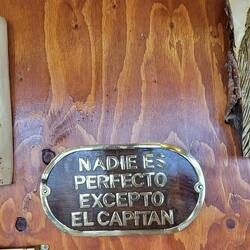 NADIE ES
PERFECTO
EXCEPTO
EL CAPITAN